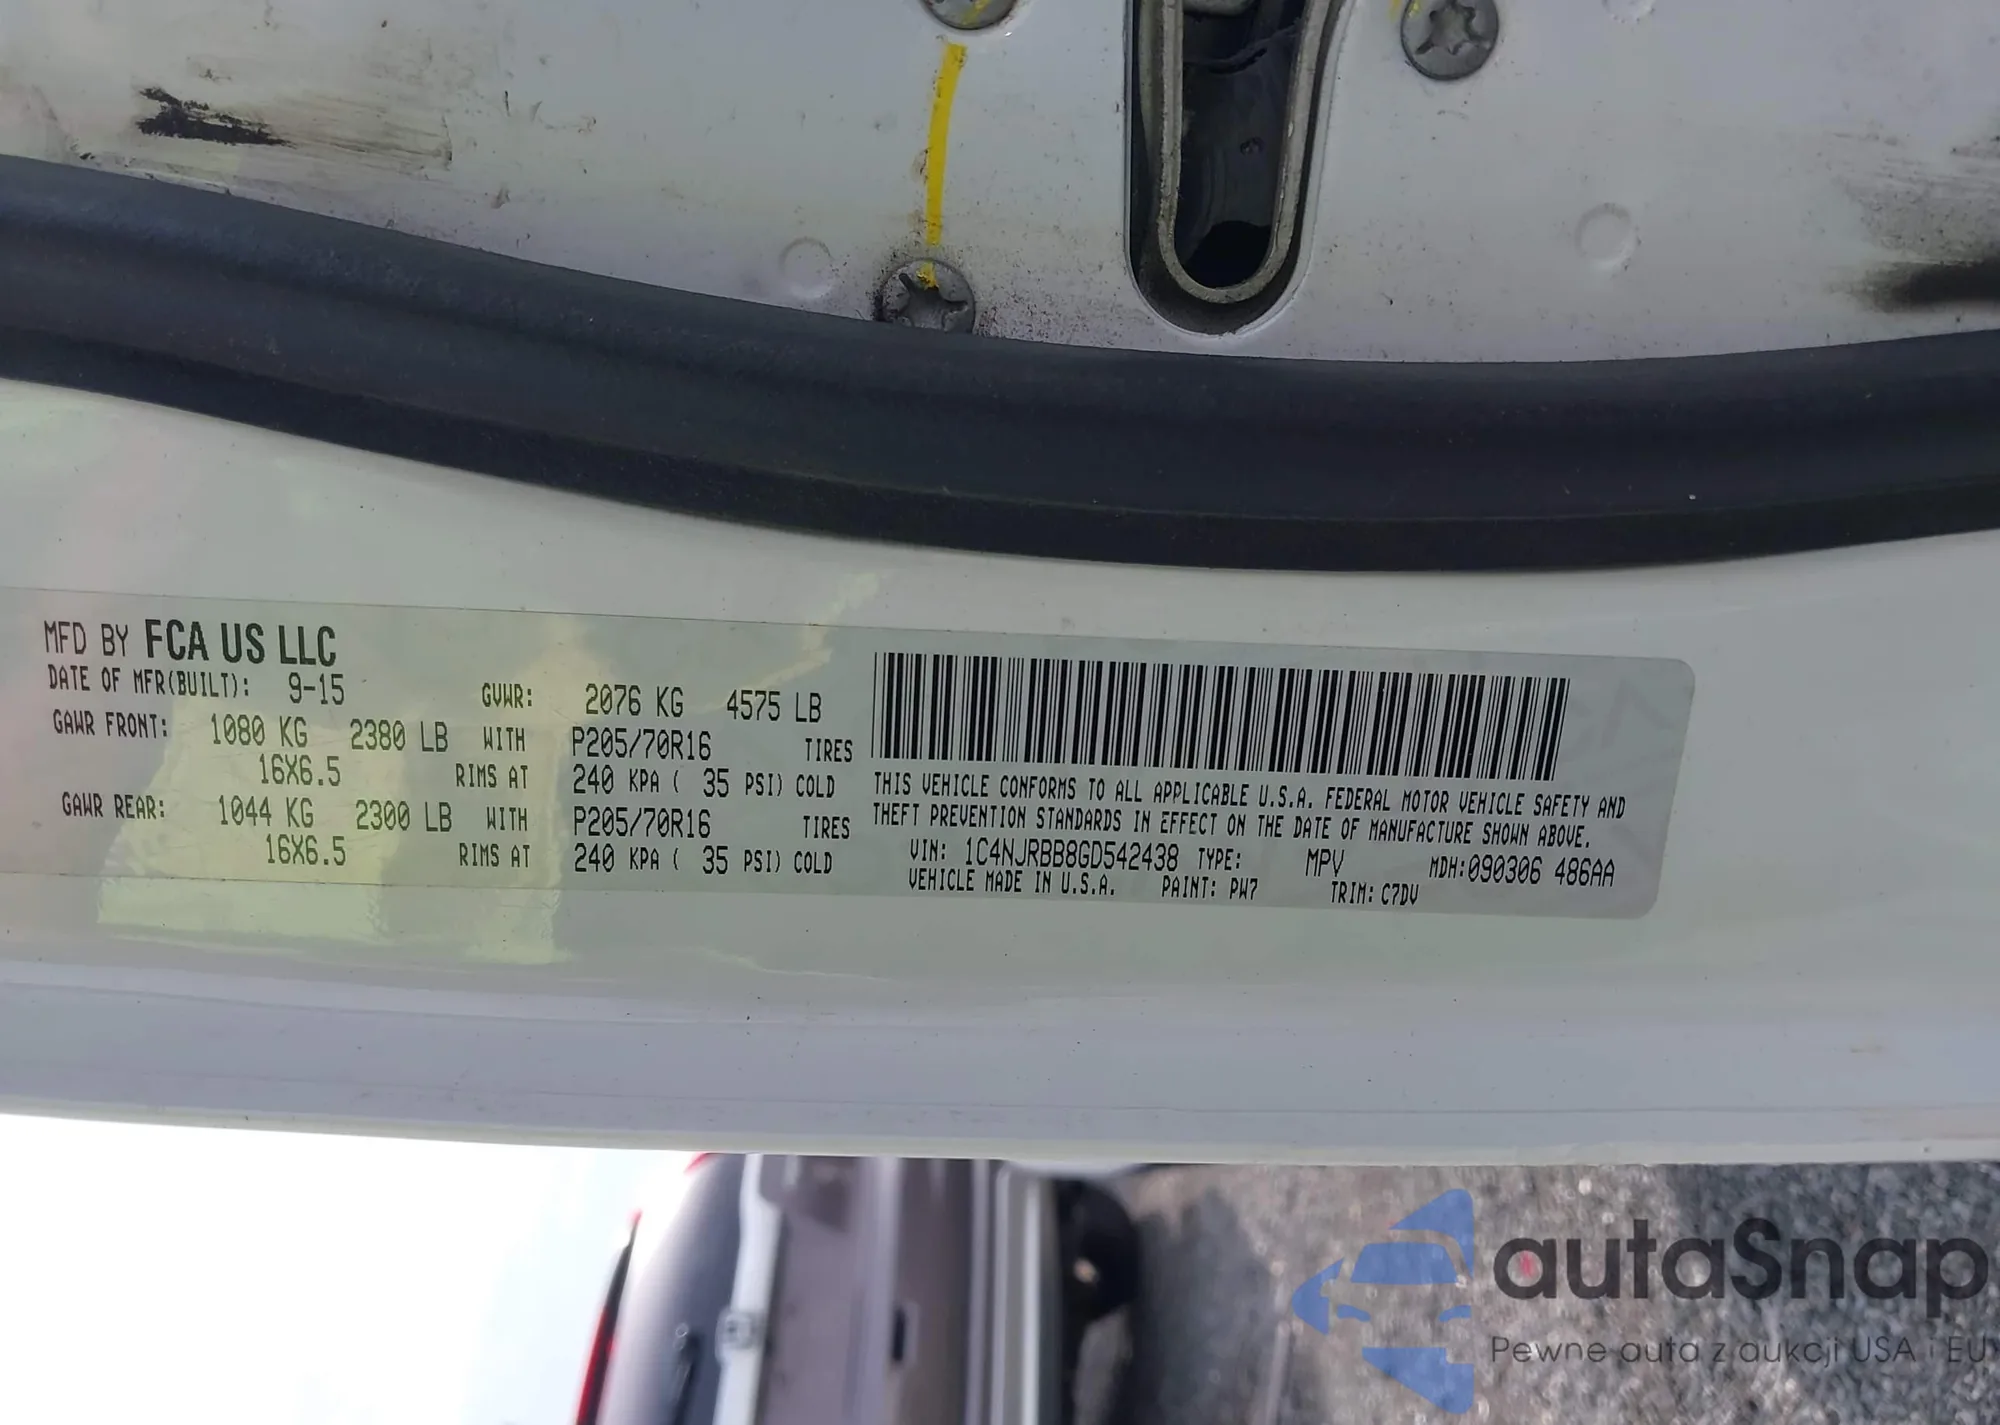 MFD BY FCA US LLC
DATE OF MFR(BUILT): 9-15 GVWR: 2076 KG 4575 LB
GAWR FRONT: 1080 KG 2380 LB WITH P205/70R16 TIRES
16X6.5 RIMS AT 240 KPA ( 35 PSI) COLD
GAWR REAR: 1044 KG 2300 LB WITH P205/70R16 TIRES
16X6.5 RIMS AT 240 KPA ( 35 PSI) COLD
THIS VEHICLE CONFORMS TO ALL APPLICABLE U.S.A. FEDERAL MOTOR VEHICLE SAFETY AND
THEFT PREVENTION STANDARDS IN EFFECT ON THE DATE OF MANUFACTURE SHOWN ABOVE.
VIN: 1C4NJRBB8GD542438 TYPE: MPV MDH:090306 486AA
VEHICLE MADE IN U.S.A. PAINT: PW7 TRIM: C7DV
autaSnap
Pewne auta z aukcji USA i EU